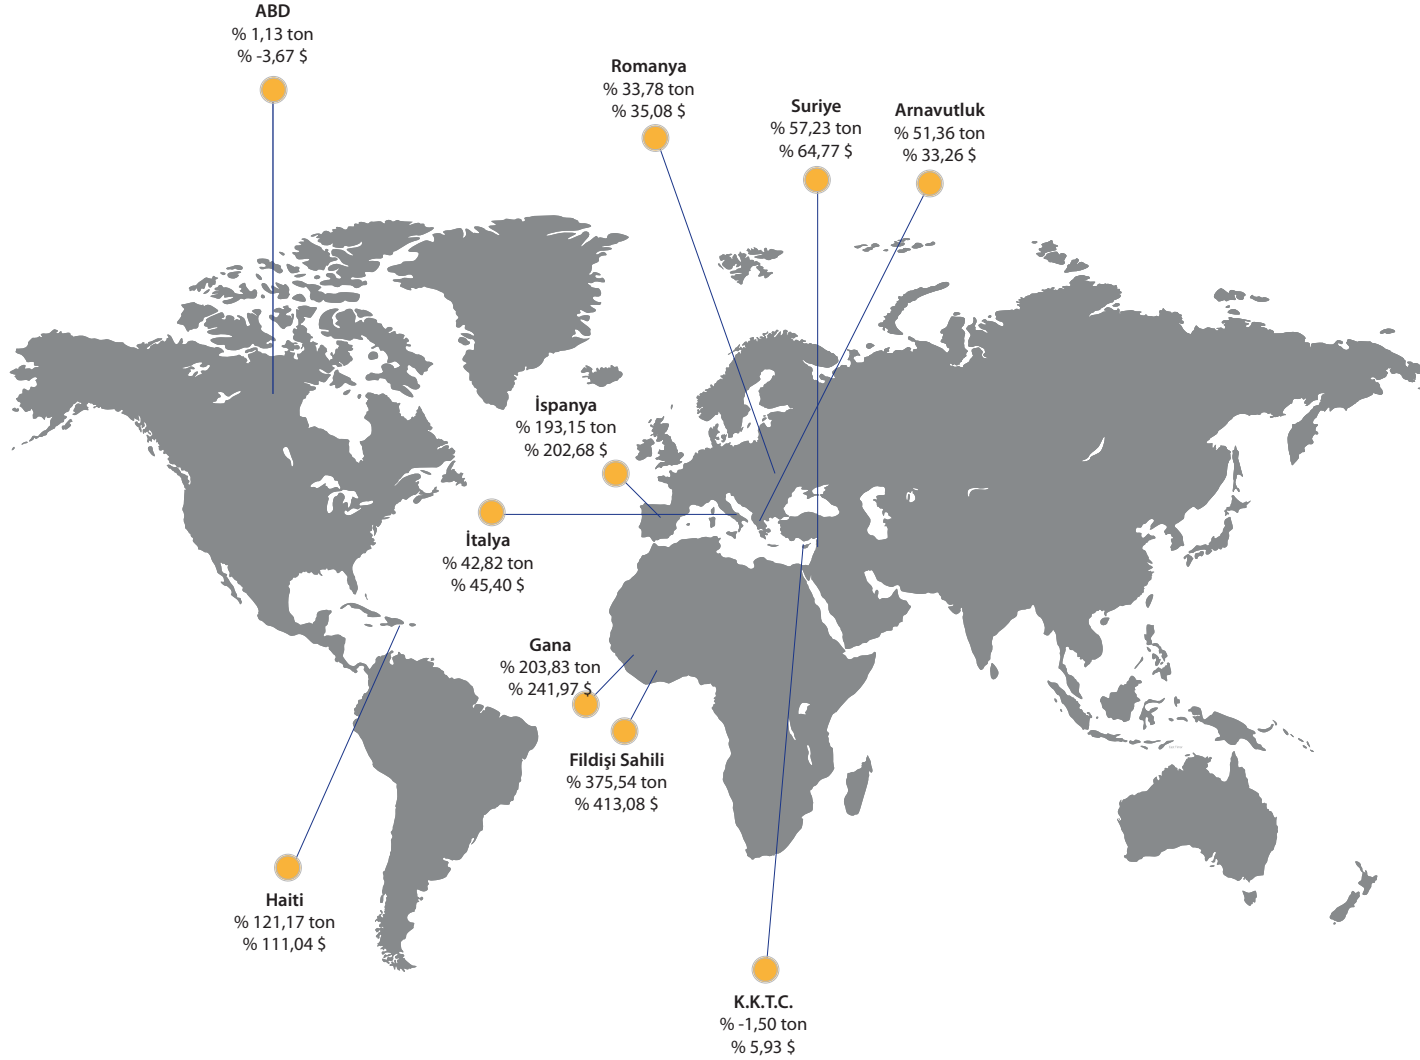 ABD
% 1,13 ton
% -3,67 $
Romanya
% 33,78 ton
% 35,08 $
Suriye
% 57,23 ton
% 64,77 $
Arnavutluk
% 51,36 ton
% 33,26 $
İspanya
% 193,15 ton
% 202,68 $
İtalya
% 42,82 ton
% 45,40 $
Gana
% 203,83 ton
% 241,97 $
Fildişi Sahili
% 375,54 ton
% 413,08 $
Haiti
% 121,17 ton
% 111,04 $
K.K.T.C.
% -1,50 ton
% 5,93 $